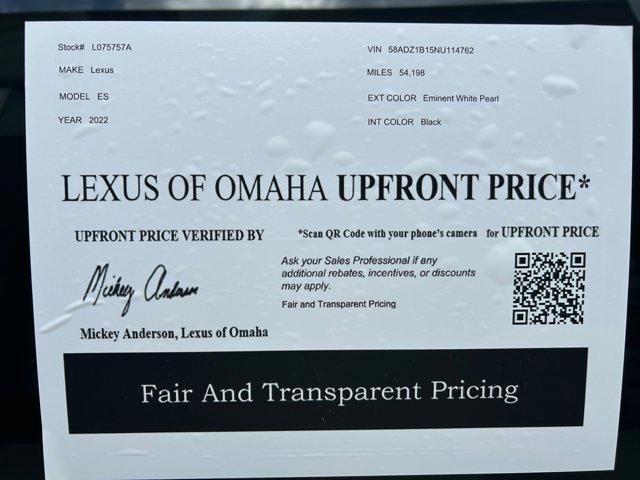 Stock# L075757A
VIN 58ADZ1B15NU114762
MAKE Lexus
MILES 54,198
MODEL ES
EXT COLOR Eminent White Pearl
YEAR 2022
INT COLOR Black
LEXUS OF OMAHA UPFRONT PRICE*
UPFRONT PRICE VERIFIED BY
*Scan QR Code with your phone's camera for UPFRONT PRICE
Mickey Anderson
Ask your Sales Professional if any
additional rebates, incentives, or discounts
may apply.
Fair and Transparent Pricing
Mickey Anderson, Lexus of Omaha
Fair And Transparent Pricing